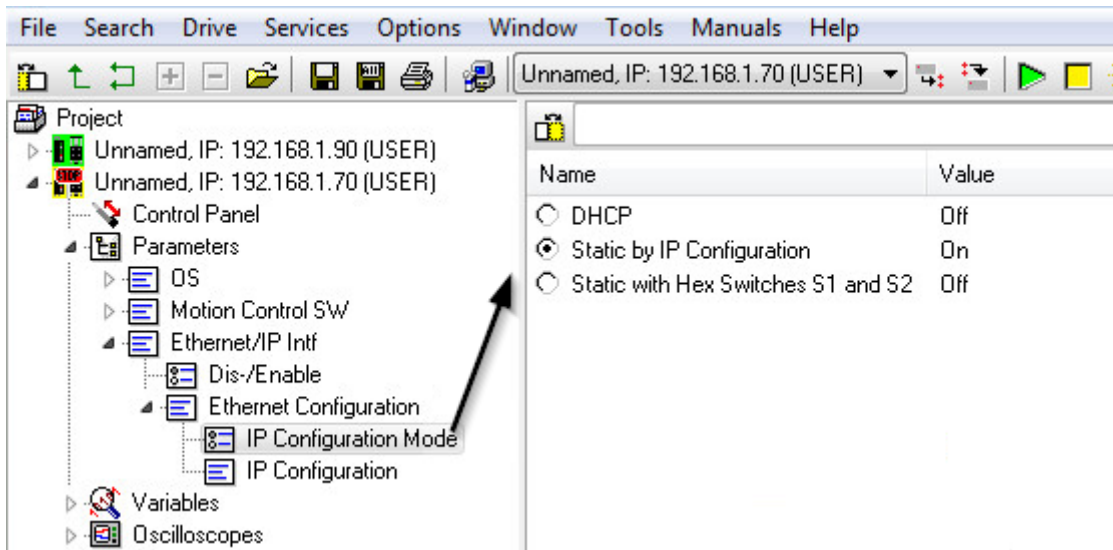 File Search Drive Services Options Window Tools Manuals Help
Unnamed, IP: 192.168.1.70 (USER)
Project
Unnamed, IP: 192.168.1.90 (USER)
STOP
Unnamed, IP: 192.168.1.70 (USER)
Control Panel
Parameters
OS
Motion Control SW
Ethernet/IP Intf
Dis-/Enable
Ethernet Configuration
IP Configuration Mode
IP Configuration
Variables
Oscilloscopes
Name Value
DHCP Off
Static by IP Configuration On
Static with Hex Switches S1 and S2 Off